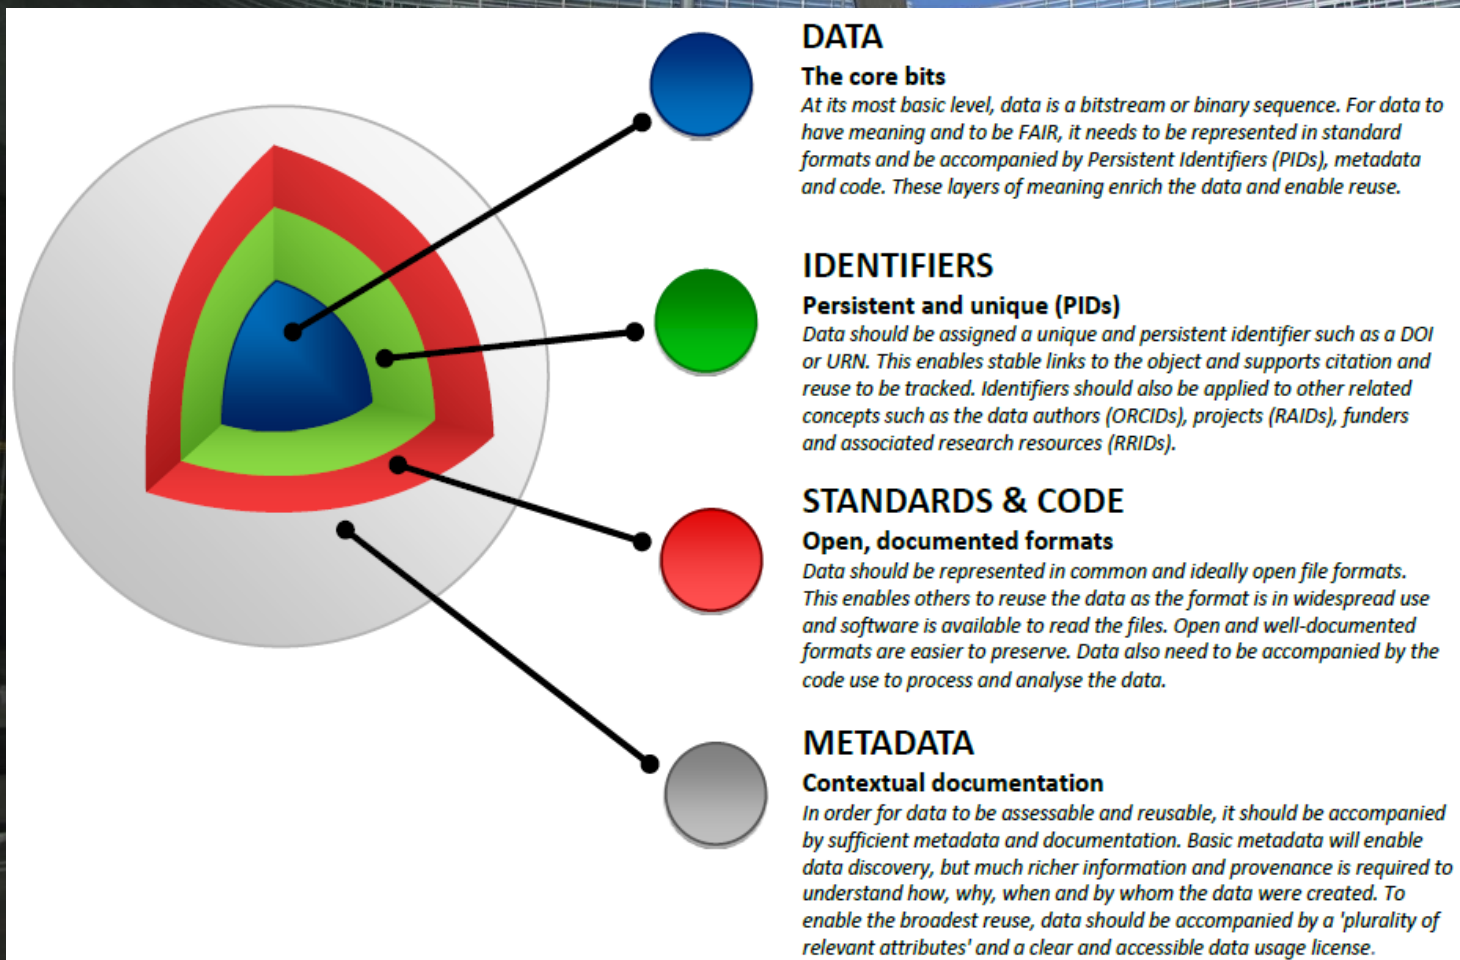 DATA
The core bits
At its most basic level, data is a bitstream or binary sequence. For data to
have meaning and to be FAIR, it needs to be represented in standard
formats and be accompanied by Persistent Identifiers (PIDs), metadata
and code. These layers of meaning enrich the data and enable reuse.
IDENTIFIERS
Persistent and unique (PIDs)
Data should be assigned a unique and persistent identifier such as a DOI
or URN. This enables stable links to the object and supports citation and
reuse to be tracked. Identifiers should also be applied to other related
concepts such as the data authors (ORCIDs), projects (RAIDs), funders
and associated research resources (RRIDs).
STANDARDS & CODE
Open, documented formats
Data should be represented in common and ideally open file formats.
This enables others to reuse the data as the format is in widespread use
and software is available to read the files. Open and well-documented
formats are easier to preserve. Data also need to be accompanied by the
code use to process and analyse the data.
METADATA
Contextual documentation
In order for data to be assessable and reusable, it should be accompanied
by sufficient metadata and documentation. Basic metadata will enable
data discovery, but much richer information and provenance is required to
understand how, why, when and by whom the data were created. To
enable the broadest reuse, data should be accompanied by a 'plurality of
relevant attributes' and a clear and accessible data usage license.